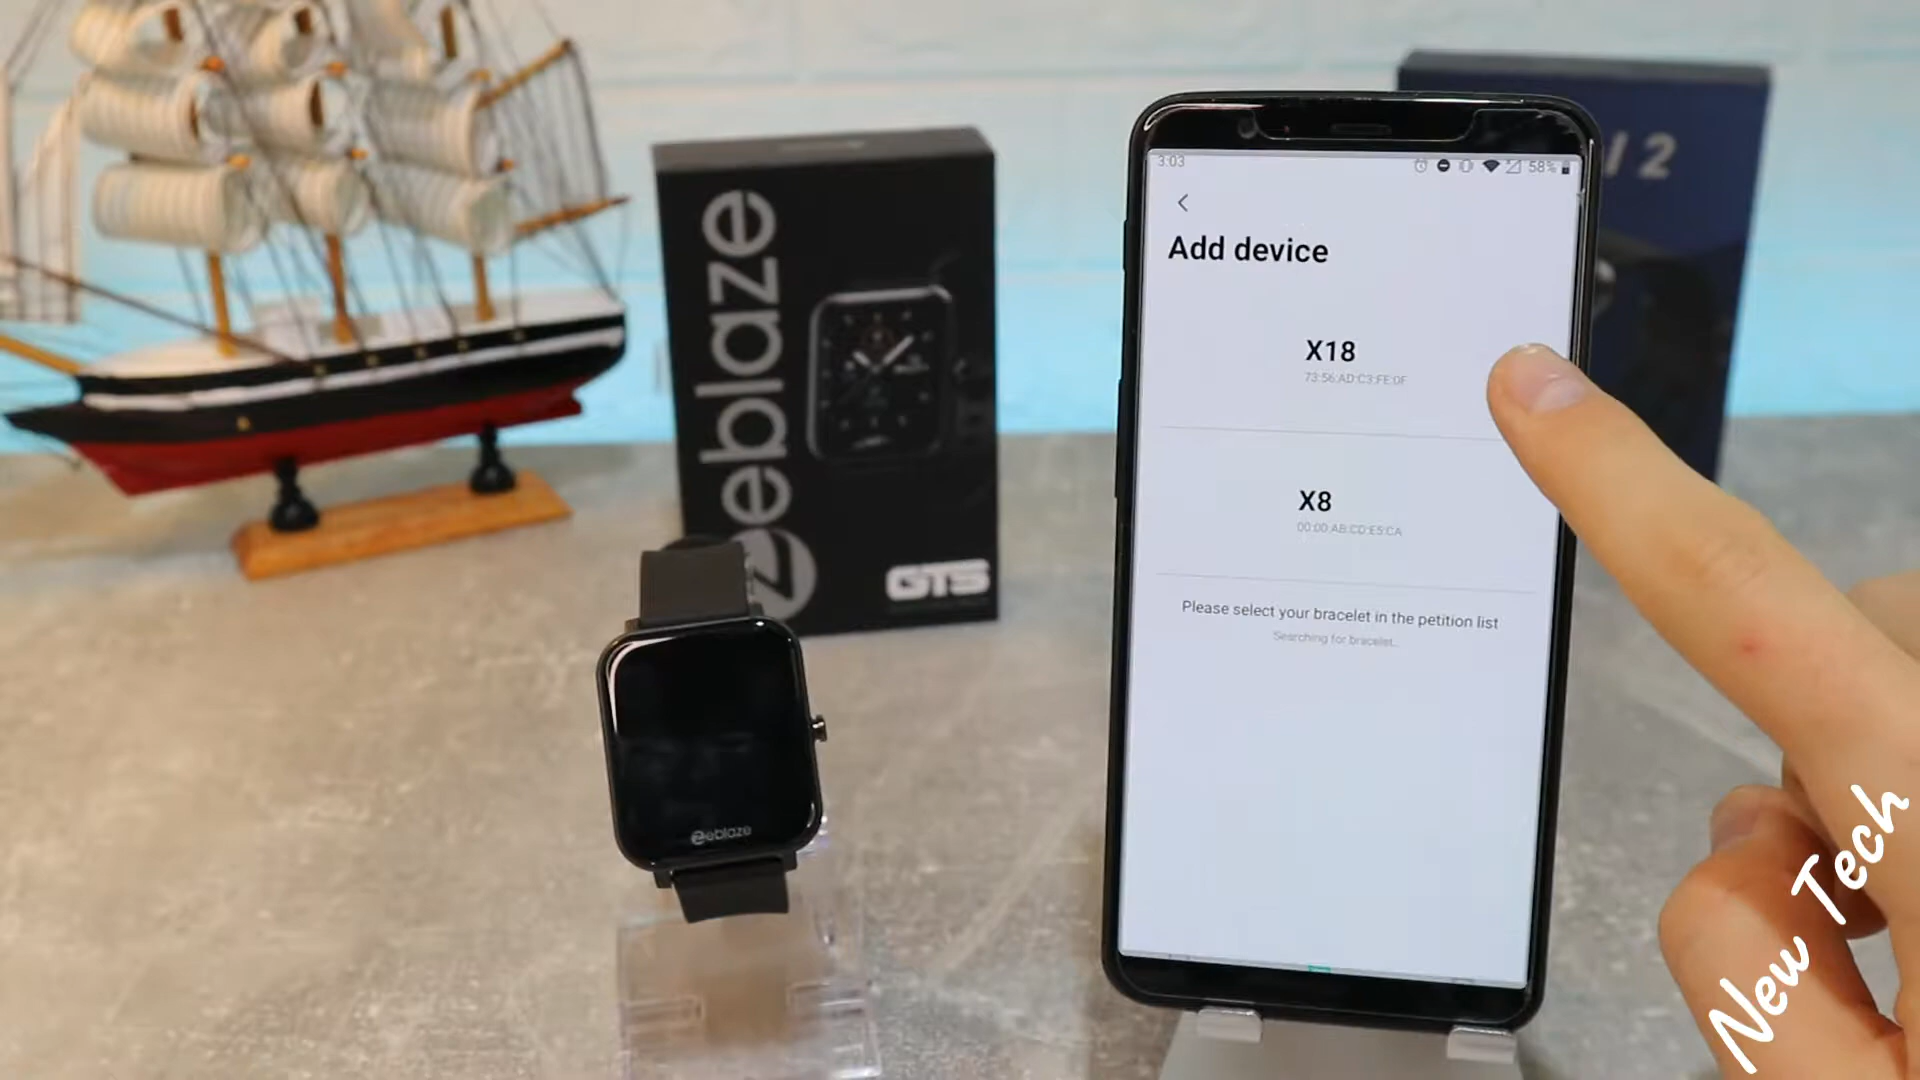 zeblaze
GTS
zeblaze
2
3:03
58%
Add device
X18
73:56:AD:C3:FE:0F
X8
00:00:AB:CD:E5:CA
Please select your bracelet in the petition list
Searching for bracelet..
New Tech